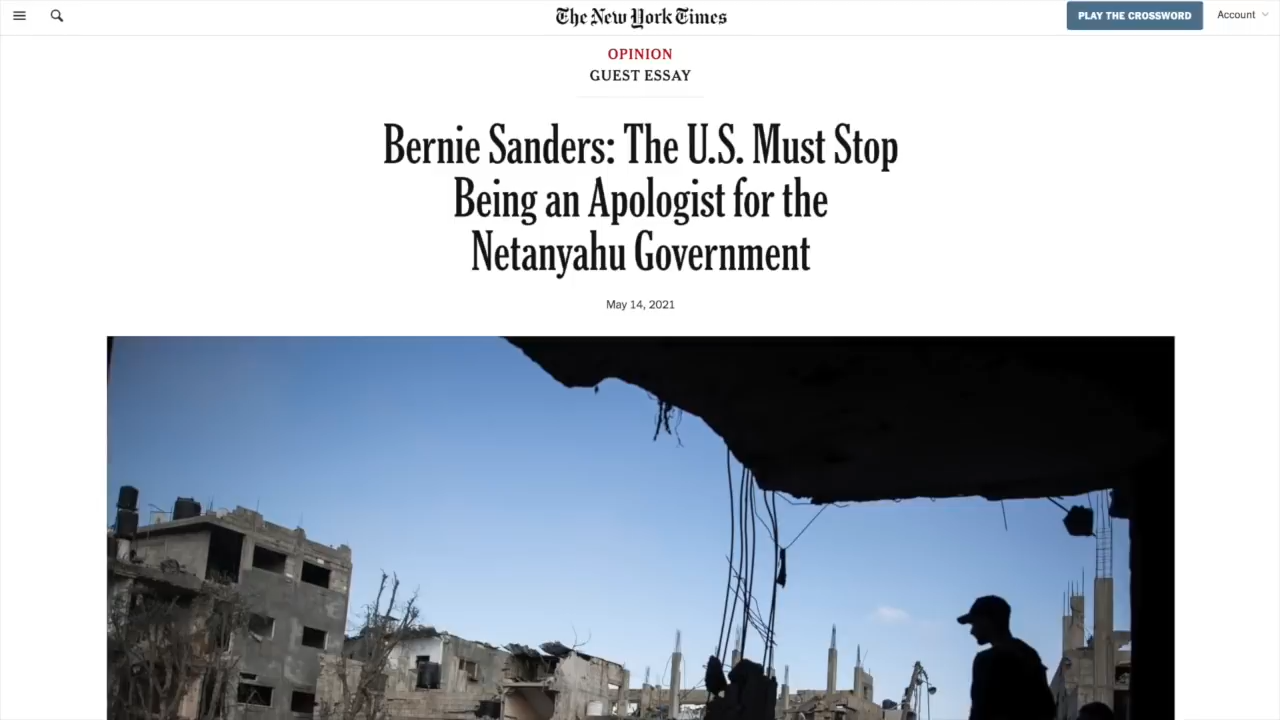 The New York Times
PLAY THE CROSSWORD
Account
OPINION
GUEST ESSAY
Bernie Sanders: The U.S. Must Stop
Being an Apologist for the
Netanyahu Government
May 14, 2021